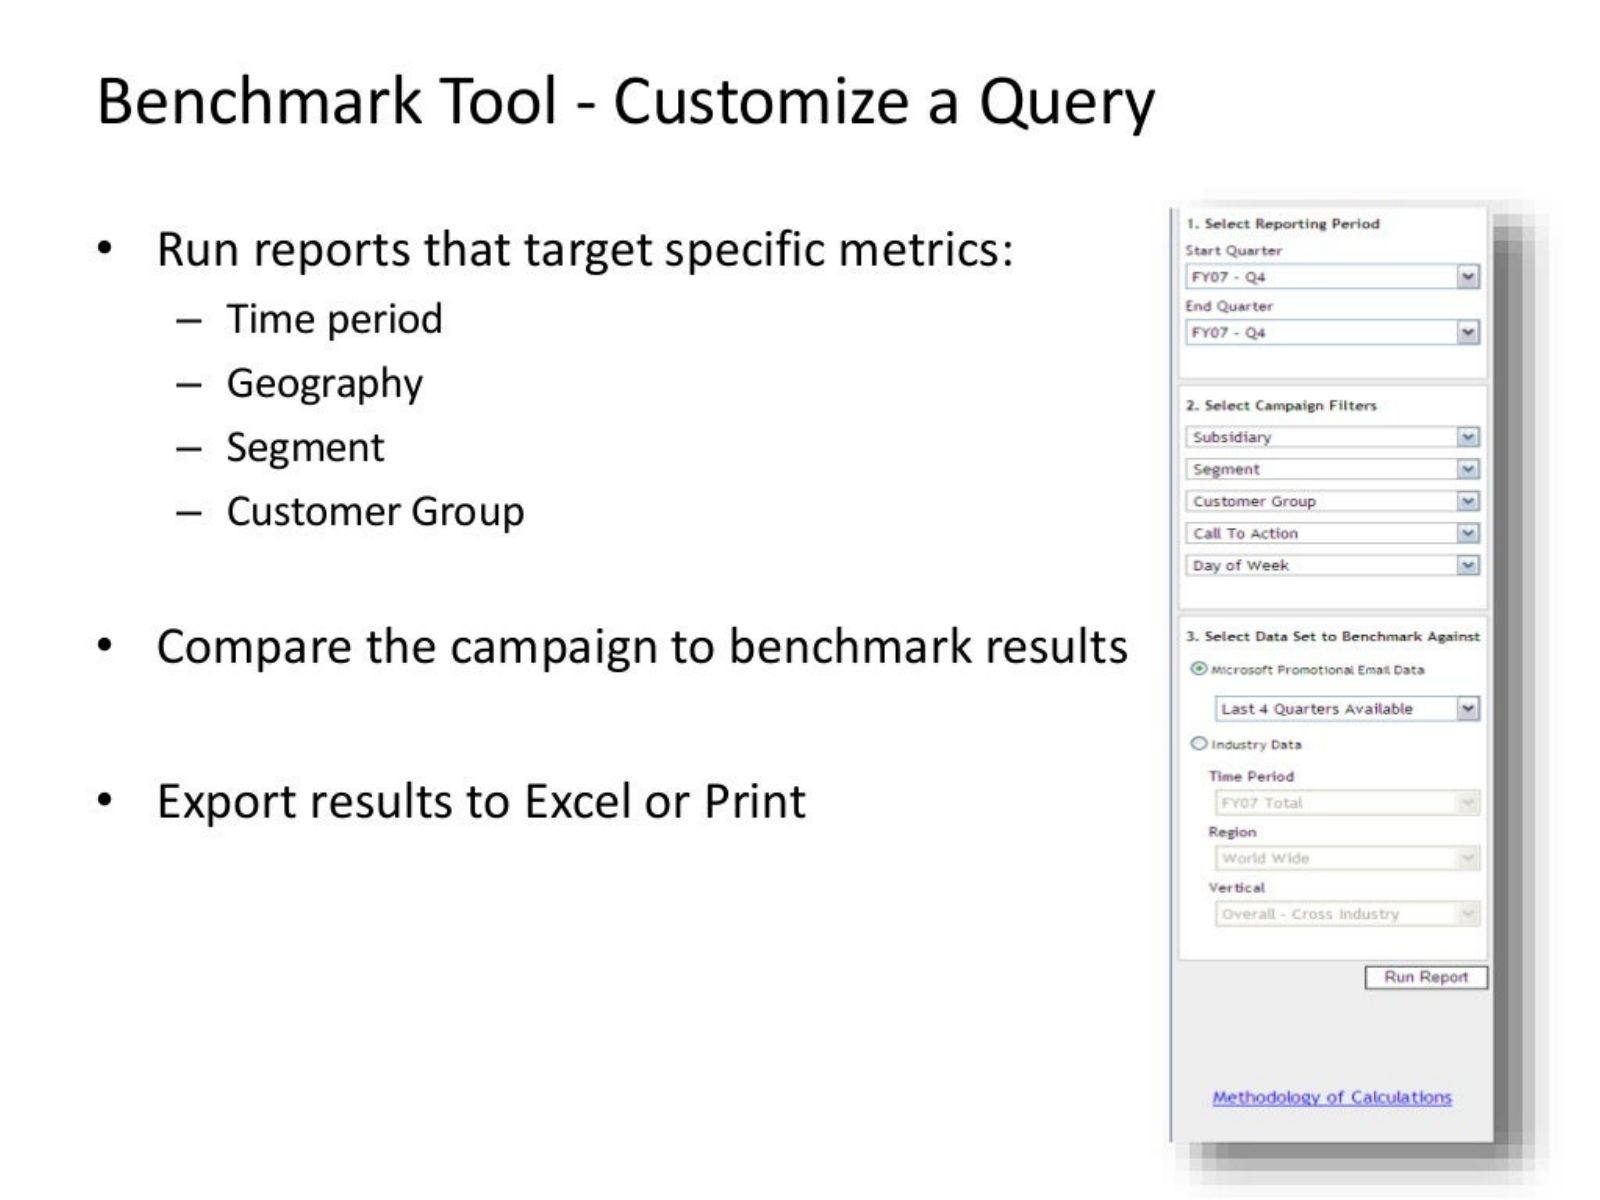 Benchmark Tool - Customize a Query
• Run reports that target specific metrics:
– Time period
– Geography
– Segment
– Customer Group
• Compare the campaign to benchmark results
• Export results to Excel or Print
1. Select Reporting Period
Start Quarter
FY07 - Q4
End Quarter
FY07 - Q4
2. Select Campaign Filters
Subsidiary
Segment
Customer Group
Call To Action
Day of Week
3. Select Data Set to Benchmark Against
Microsoft Promotional Email Data
Last 4 Quarters Available
Industry Data
Time Period
FY07 Total
Region
World Wide
Vertical
Overall - Cross Industry
Run Report
Methodology of Calculations